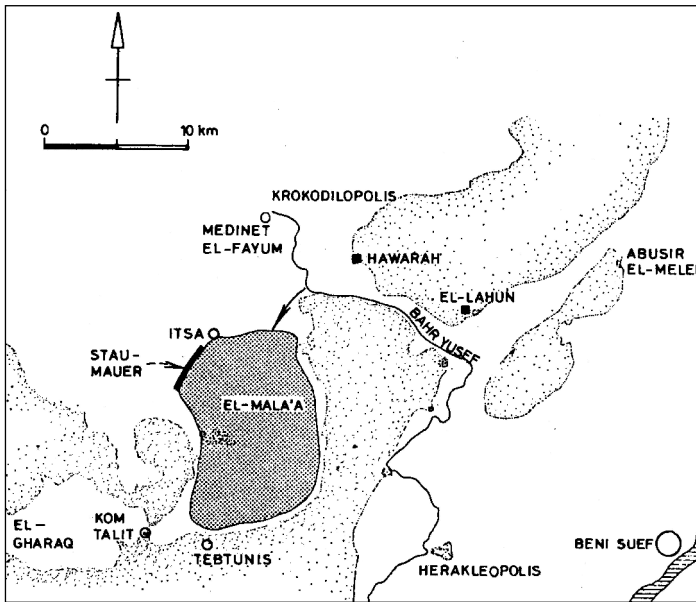 0
10 km
KROKODILOPOLIS
MEDINET
EL-FAYUM
HAWARAH
ABUSIR
EL-MELEK
EL-LAHUN
BAHR YUSEF
ITSA
STAU-
MAUER
EL-MALA'A
EL-
GHARAQ
KOM
TALIT
TEBTUNIS
HERAKLEOPOLIS
BENI SUEF